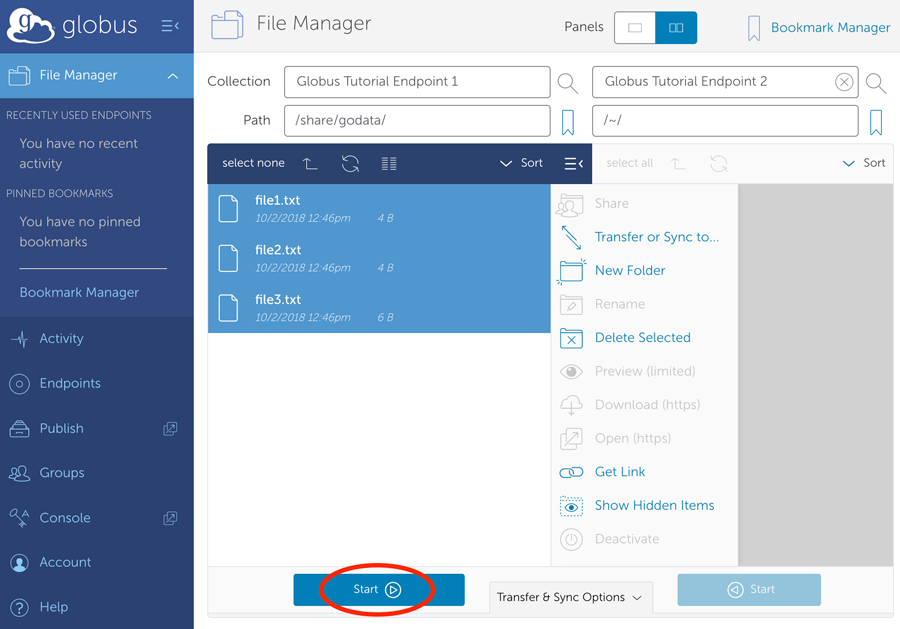 globus
File Manager
RECENTLY USED ENDPOINTS
You have no recent
activity
PINNED BOOKMARKS
You have no pinned
bookmarks
Bookmark Manager
Activity
Endpoints
Publish
Groups
Console
Account
Help
File Manager
Panels
Bookmark Manager
Collection
Globus Tutorial Endpoint 1
Globus Tutorial Endpoint 2
Path
/share/godata/
/~/
select none
Sort
select all
Sort
file1.txt
10/2/2018 12:46pm 4 B
file2.txt
10/2/2018 12:46pm 4 B
file3.txt
10/2/2018 12:46pm 6 B
Share
Transfer or Sync to...
New Folder
Rename
Delete Selected
Preview (limited)
Download (https)
Open (https)
Get Link
Show Hidden Items
Deactivate
Start
Transfer & Sync Options
Start